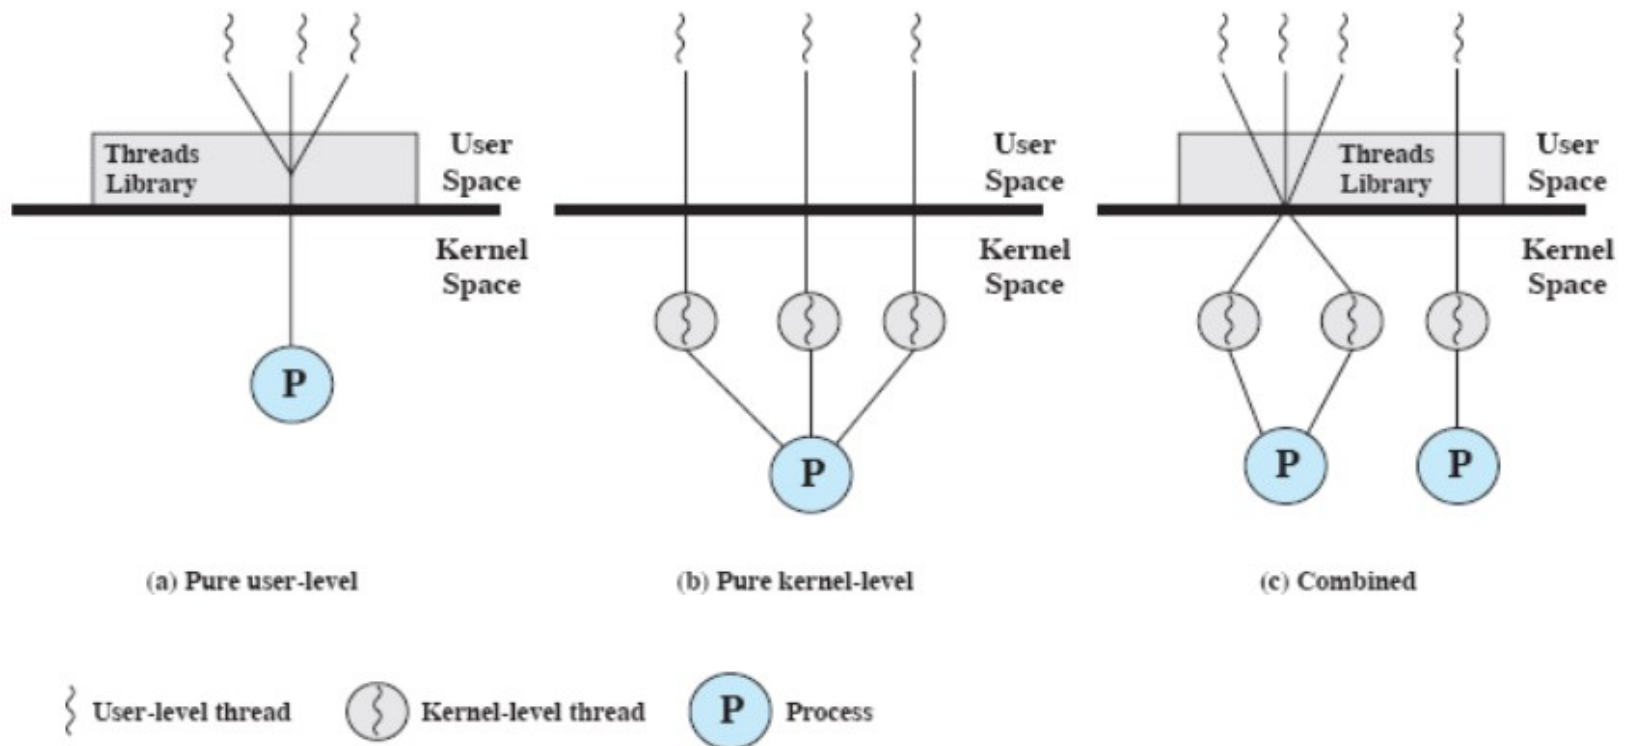 Threads
Library
User
Space
Kernel
Space
P
(a) Pure user-level
User
Space
Kernel
Space
P
(b) Pure kernel-level
Threads
Library
User
Space
Kernel
Space
P
P
(c) Combined
User-level thread
Kernel-level thread
P
Process